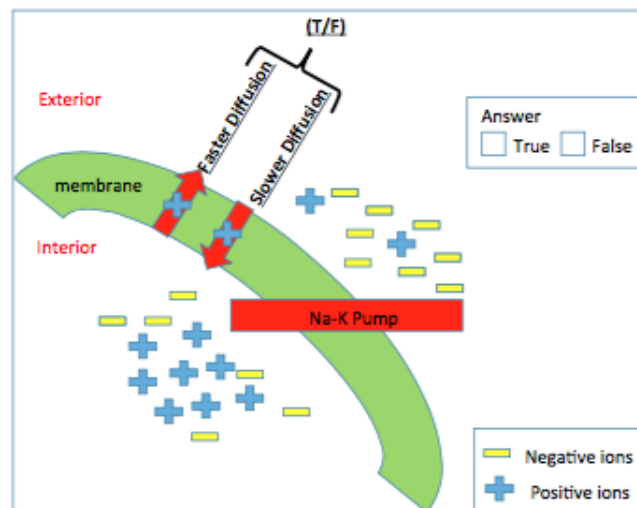 (T/F)
Exterior
Faster Diffusion
Slower Diffusion
Answer
True False
membrane
Interior
Na-K Pump
Negative ions
Positive ions